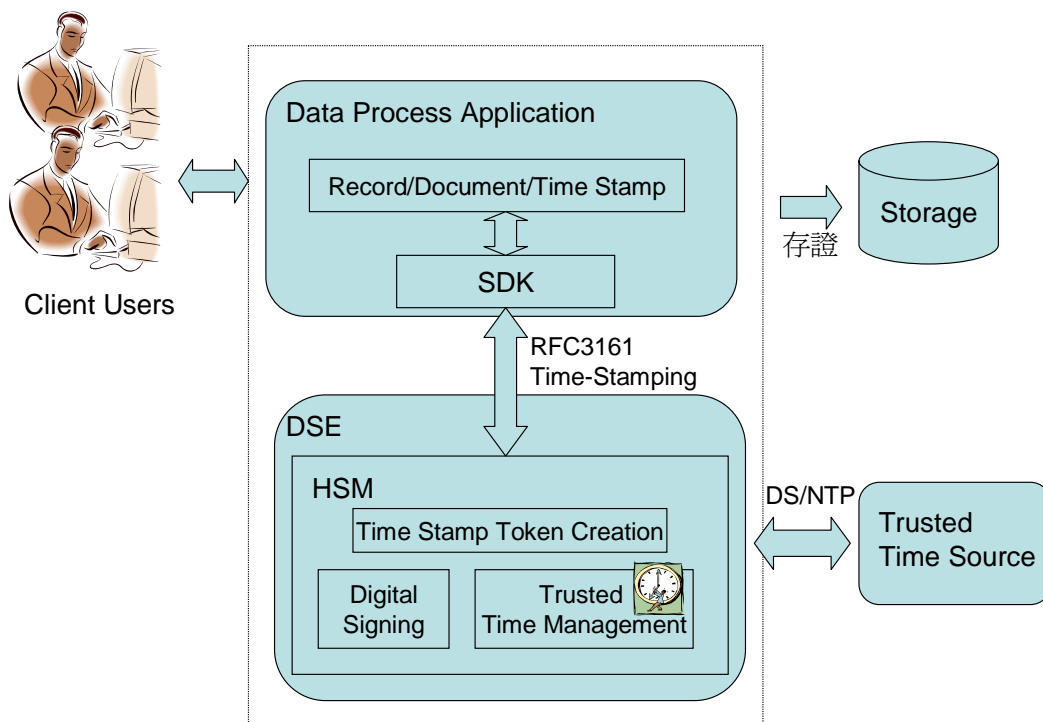 Data Process Application
Record/Document/Time Stamp
SDK
Client Users
存證
Storage
RFC3161
Time-Stamping
DSE
HSM
Time Stamp Token Creation
Digital
Signing
Trusted
Time Management
DS/NTP
Trusted
Time Source